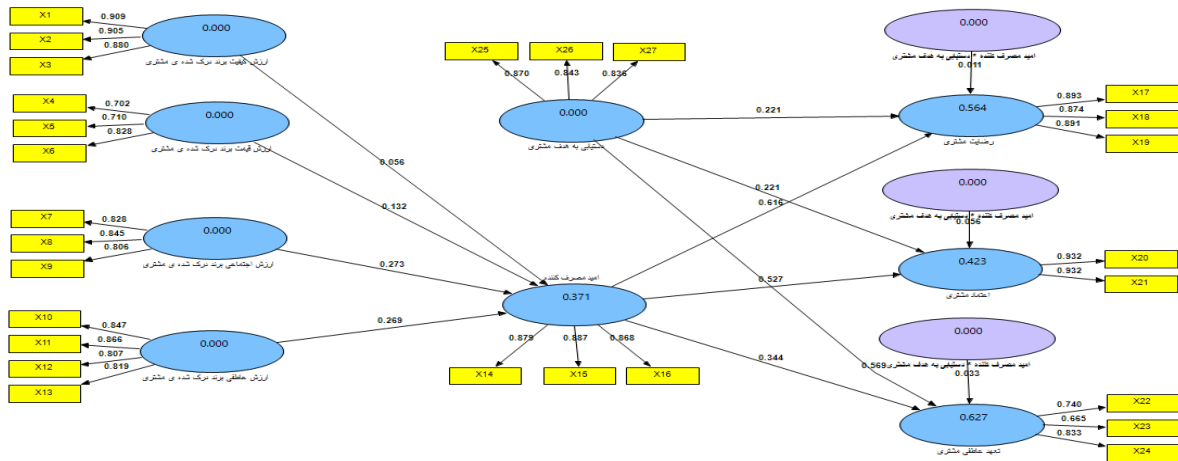 X1
0.909
X2
0.905
X3
0.880
0.000
ارزش کیفیت برند درک شده ی مشتری
X4
0.702
X5
0.710
X6
0.828
0.000
ارزش قیمت برند درک شده ی مشتری
X7
0.828
X8
0.845
X9
0.806
0.000
ارزش اجتماعی برند درک شده ی مشتری
X10
0.847
X11
0.866
X12
0.807
X13
0.819
0.000
ارزش عاطفی برند درک شده ی مشتری
0.056
0.132
0.273
0.269
X25
X26
X27
0.870
0.843
0.836
0.000
دستیابی به هدف مشتری
امید مصرف کننده
0.371
0.879
0.887
0.868
X14
X15
X16
0.221
0.221
0.616
0.527
0.344
0.569
0.000
امید مصرف کننده * دستیابی به هدف مشتری
0.011
0.564
رضایت مشتری
0.893
X17
0.874
X18
0.891
X19
0.000
امید مصرف کننده * دستیابی به هدف مشتری
0.056
0.423
اعتماد مشتری
0.932
X20
0.932
X21
0.000
امید مصرف کننده * دستیابی به هدف مشتری
0.033
0.627
تعهد عاطفی مشتری
0.740
X22
0.665
X23
0.833
X24